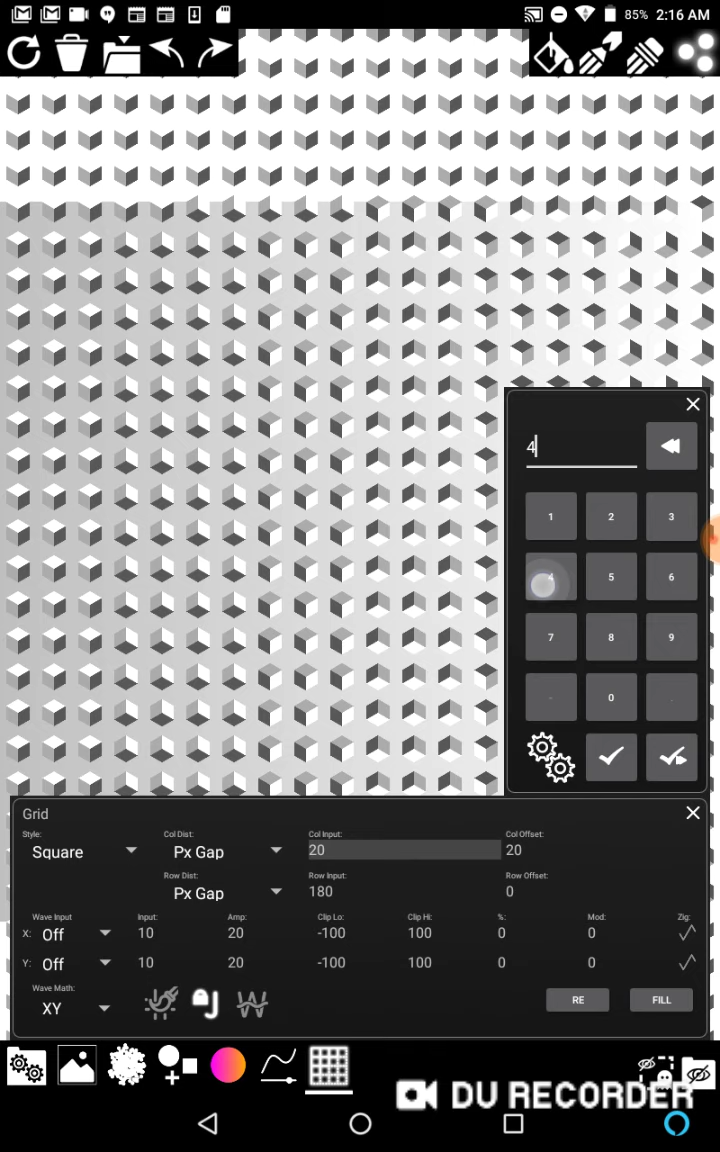 85% 2:16 AM
4
1 2 3
4 5 6
7 8 9
- 0 .
Grid
Style: Col Dist: Col Input: Col Offset:
Square Px Gap 20 20
Row Dist: Row Input: Row Offset:
Px Gap 180 0
Wave Input Input: Amp: Clip Lo: Clip Hi: %: Mod: Zig:
X: Off 10 20 -100 100 0 0
Y: Off 10 20 -100 100 0 0
Wave Math:
XY RE FILL
DU RECORDER